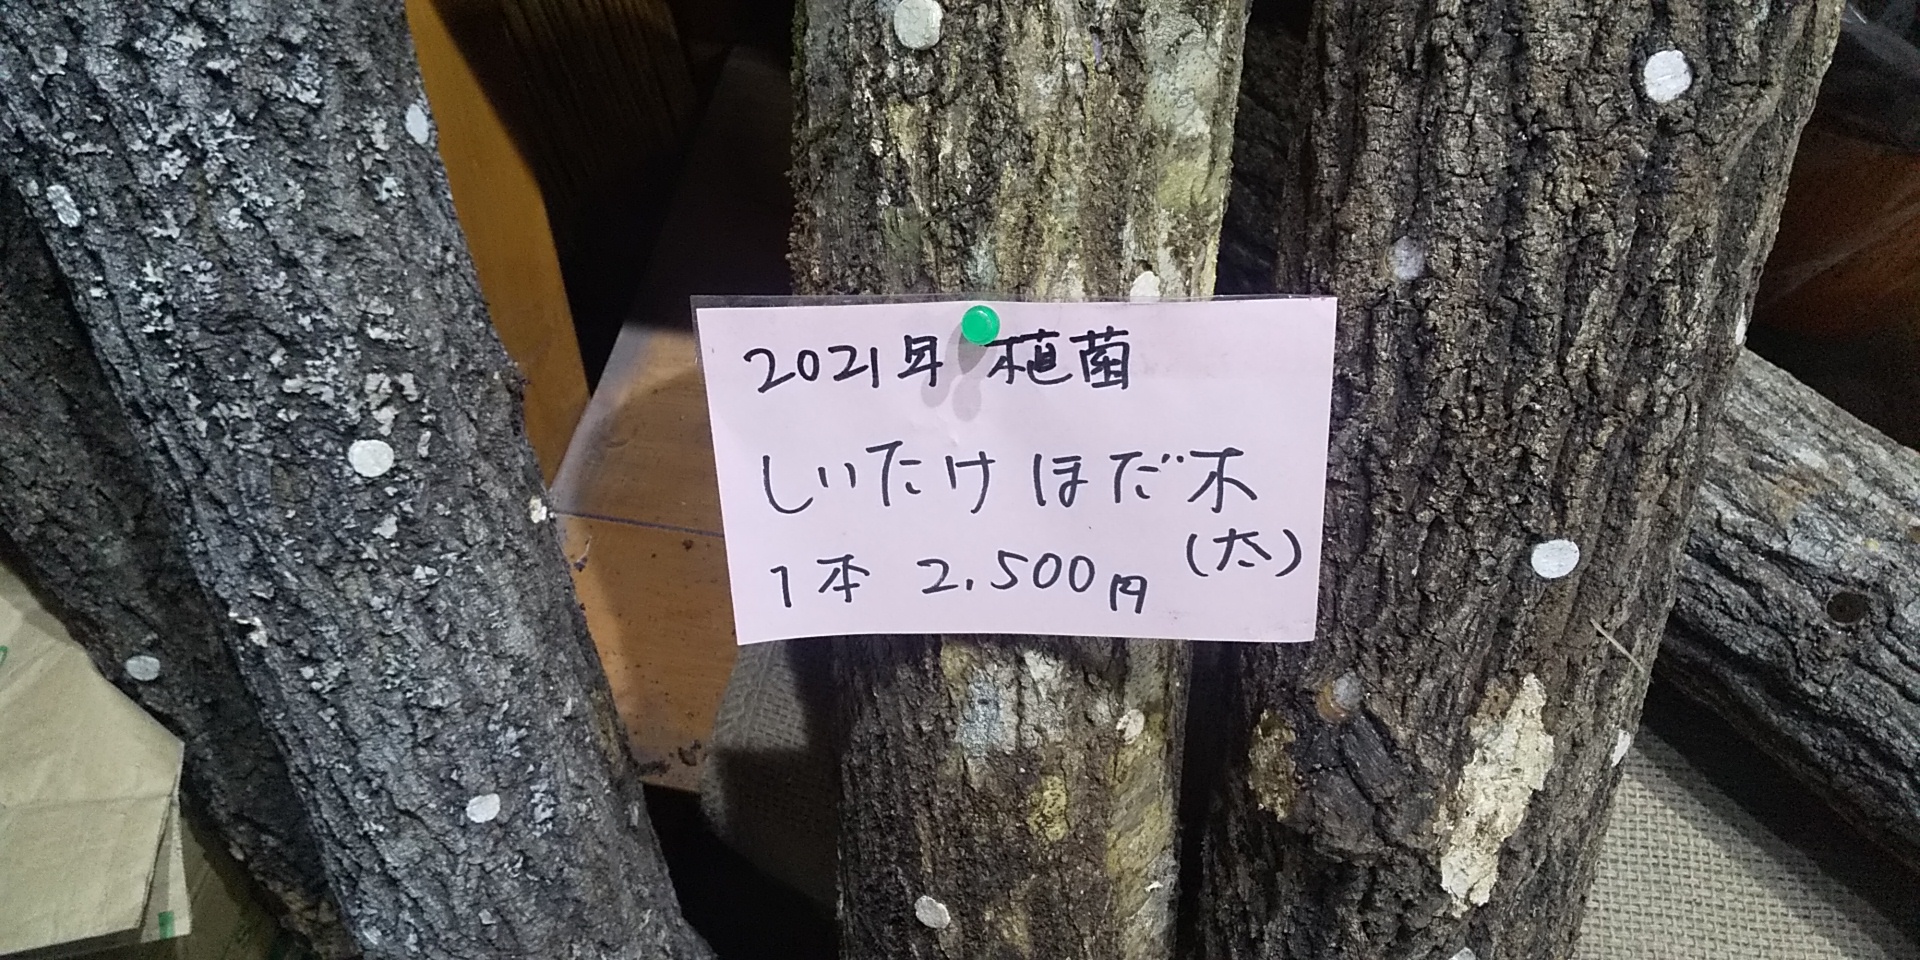 2021年 植菌
しいたけ ほだ木
(太)
1本 2,500円